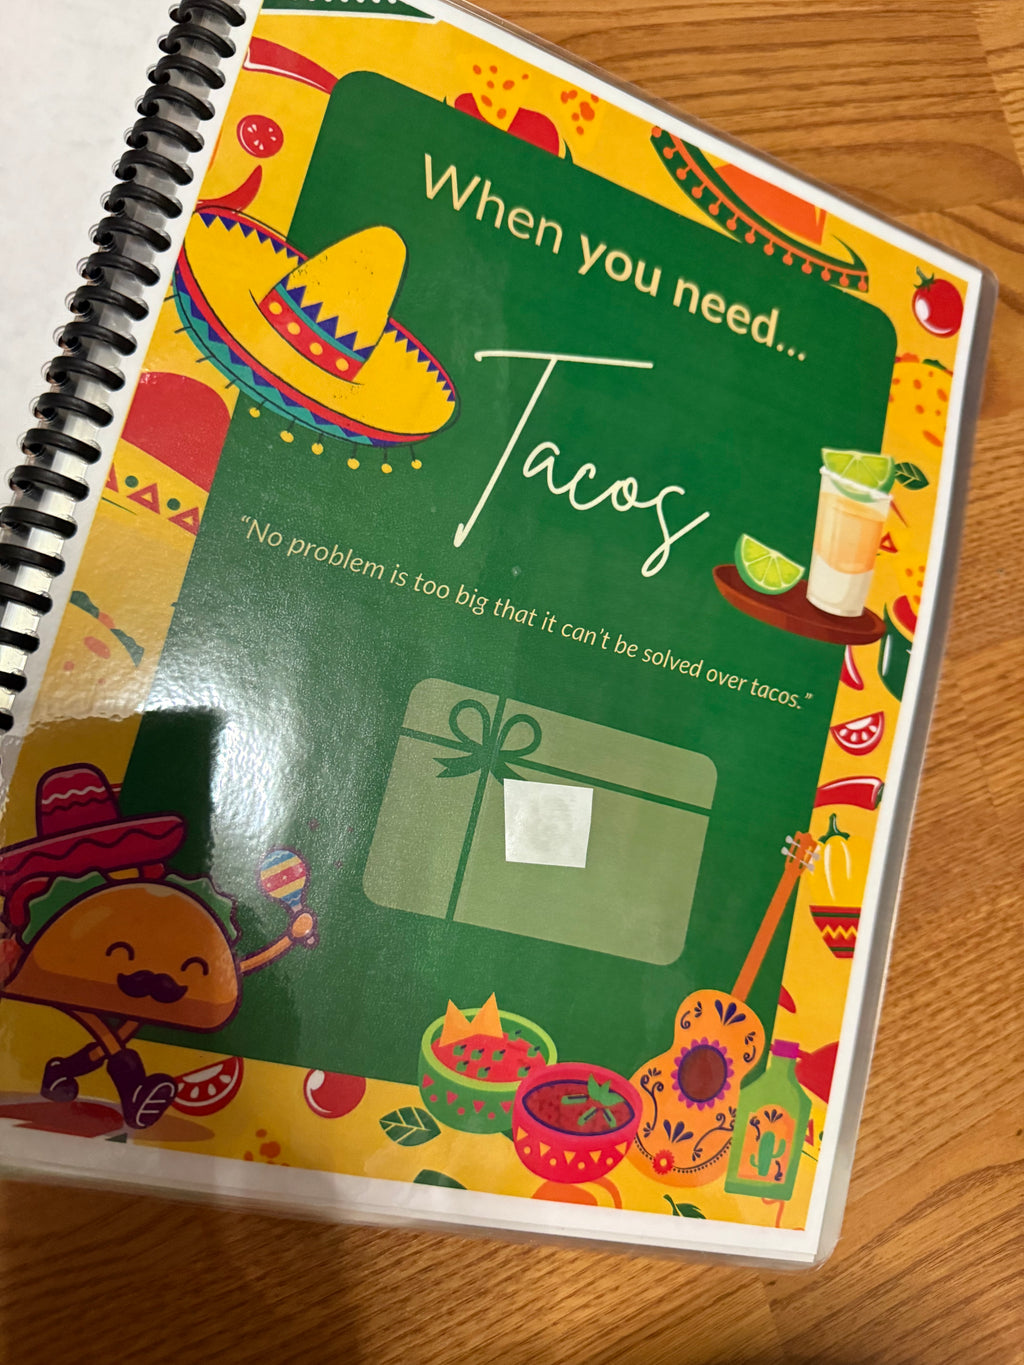 When you need...
Tacos
“No problem is too big that it can’t be solved over tacos.”